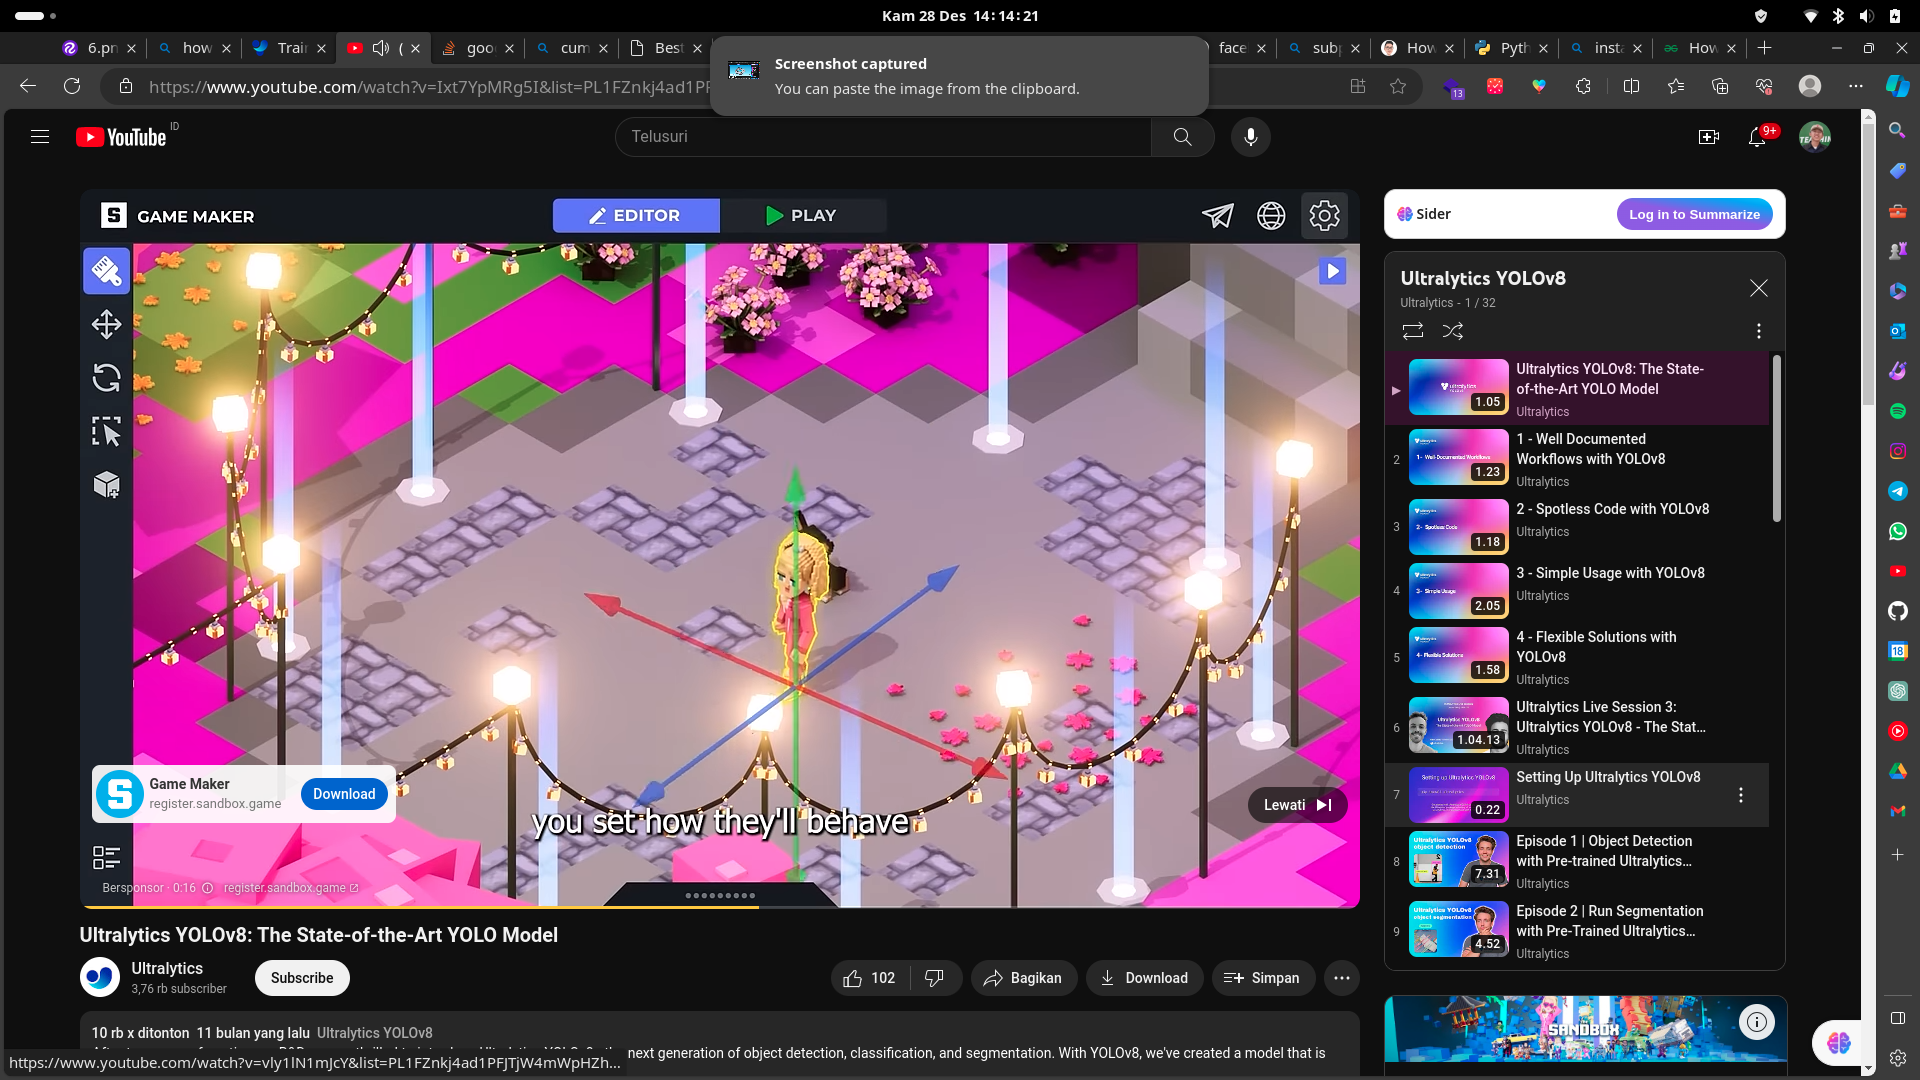 Kam 28 Des 14:14:21
6.pr
how
Trai
(
goo
cum
Best
face
subp
How
Pyth
insta
How
Screenshot captured
You can paste the image from the clipboard.
https://www.youtube.com/watch?v=Ixt7YpMRg5I&list=PL1FZnkj4ad1PF
13
YouTube ID
Telusuri
9+
GAME MAKER
EDITOR
PLAY
you set how they'll behave
Game Maker
register.sandbox.game
Download
Lewati
Bersponsor · 0:16
register.sandbox.game
Ultralytics YOLOv8: The State-of-the-Art YOLO Model
Ultralytics
3,76 rb subscriber
Subscribe
102
Bagikan
Download
Simpan
10 rb x ditonton 11 bulan yang lalu Ultralytics YOLOv8
next generation of object detection, classification, and segmentation. With YOLOv8, we've created a model that is
Sider
Log in to Summarize
Ultralytics YOLOv8
Ultralytics - 1 / 32
Ultralytics YOLOv8: The State-
of-the-Art YOLO Model
Ultralytics
1.05
2
1 - Well Documented
Workflows with YOLOv8
Ultralytics
1.23
3
2 - Spotless Code with YOLOv8
Ultralytics
1.18
4
3 - Simple Usage with YOLOv8
Ultralytics
2.05
5
4 - Flexible Solutions with
YOLOv8
Ultralytics
1.58
6
Ultralytics Live Session 3:
Ultralytics YOLOv8 - The Stat...
Ultralytics
1.04.13
7
Setting Up Ultralytics YOLOv8
Ultralytics
0.22
8
Episode 1 | Object Detection
with Pre-trained Ultralytics...
Ultralytics
7.31
9
Episode 2 | Run Segmentation
with Pre-Trained Ultralytics...
Ultralytics
4.52
SANDBOX
18
https://www.youtube.com/watch?v=vly1lN1mJcY&list=PL1FZnkj4ad1PFJTjW4mWpHZh...